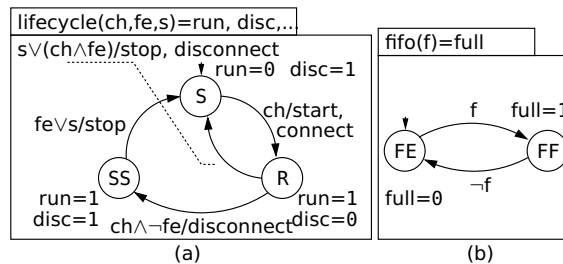 lifecycle(ch,fe,s)=run, disc,...
s∨(ch∧fe)/stop, disconnect
run=0 disc=1
S
ch/start,
connect
fe∨s/stop
SS
R
run=1
disc=1
run=1
disc=0
ch∧¬fe/disconnect
(a)
fifo(f)=full
f
full=1
FE
FF
full=0
¬f
(b)